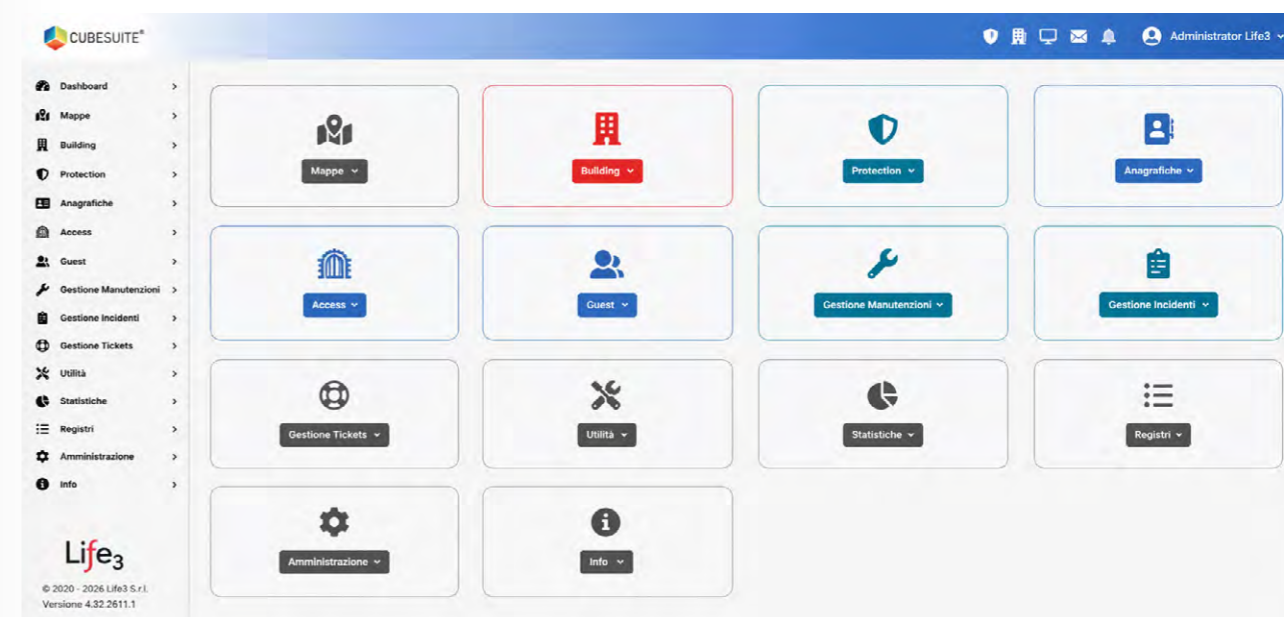 CUBESUITE®
Administrator Life3
Dashboard
Mappe
Building
Protection
Anagrafiche
Access
Guest
Gestione Manutenzioni
Gestione Incidenti
Gestione Tickets
Utilità
Statistiche
Registri
Amministrazione
Info
Life3
© 2020 - 2026 Life3 S.r.l.
Versione 4.32.2611.1
Mappe
Building
Protection
Anagrafiche
Access
Guest
Gestione Manutenzioni
Gestione Incidenti
Gestione Tickets
Utilità
Statistiche
Registri
Amministrazione
Info